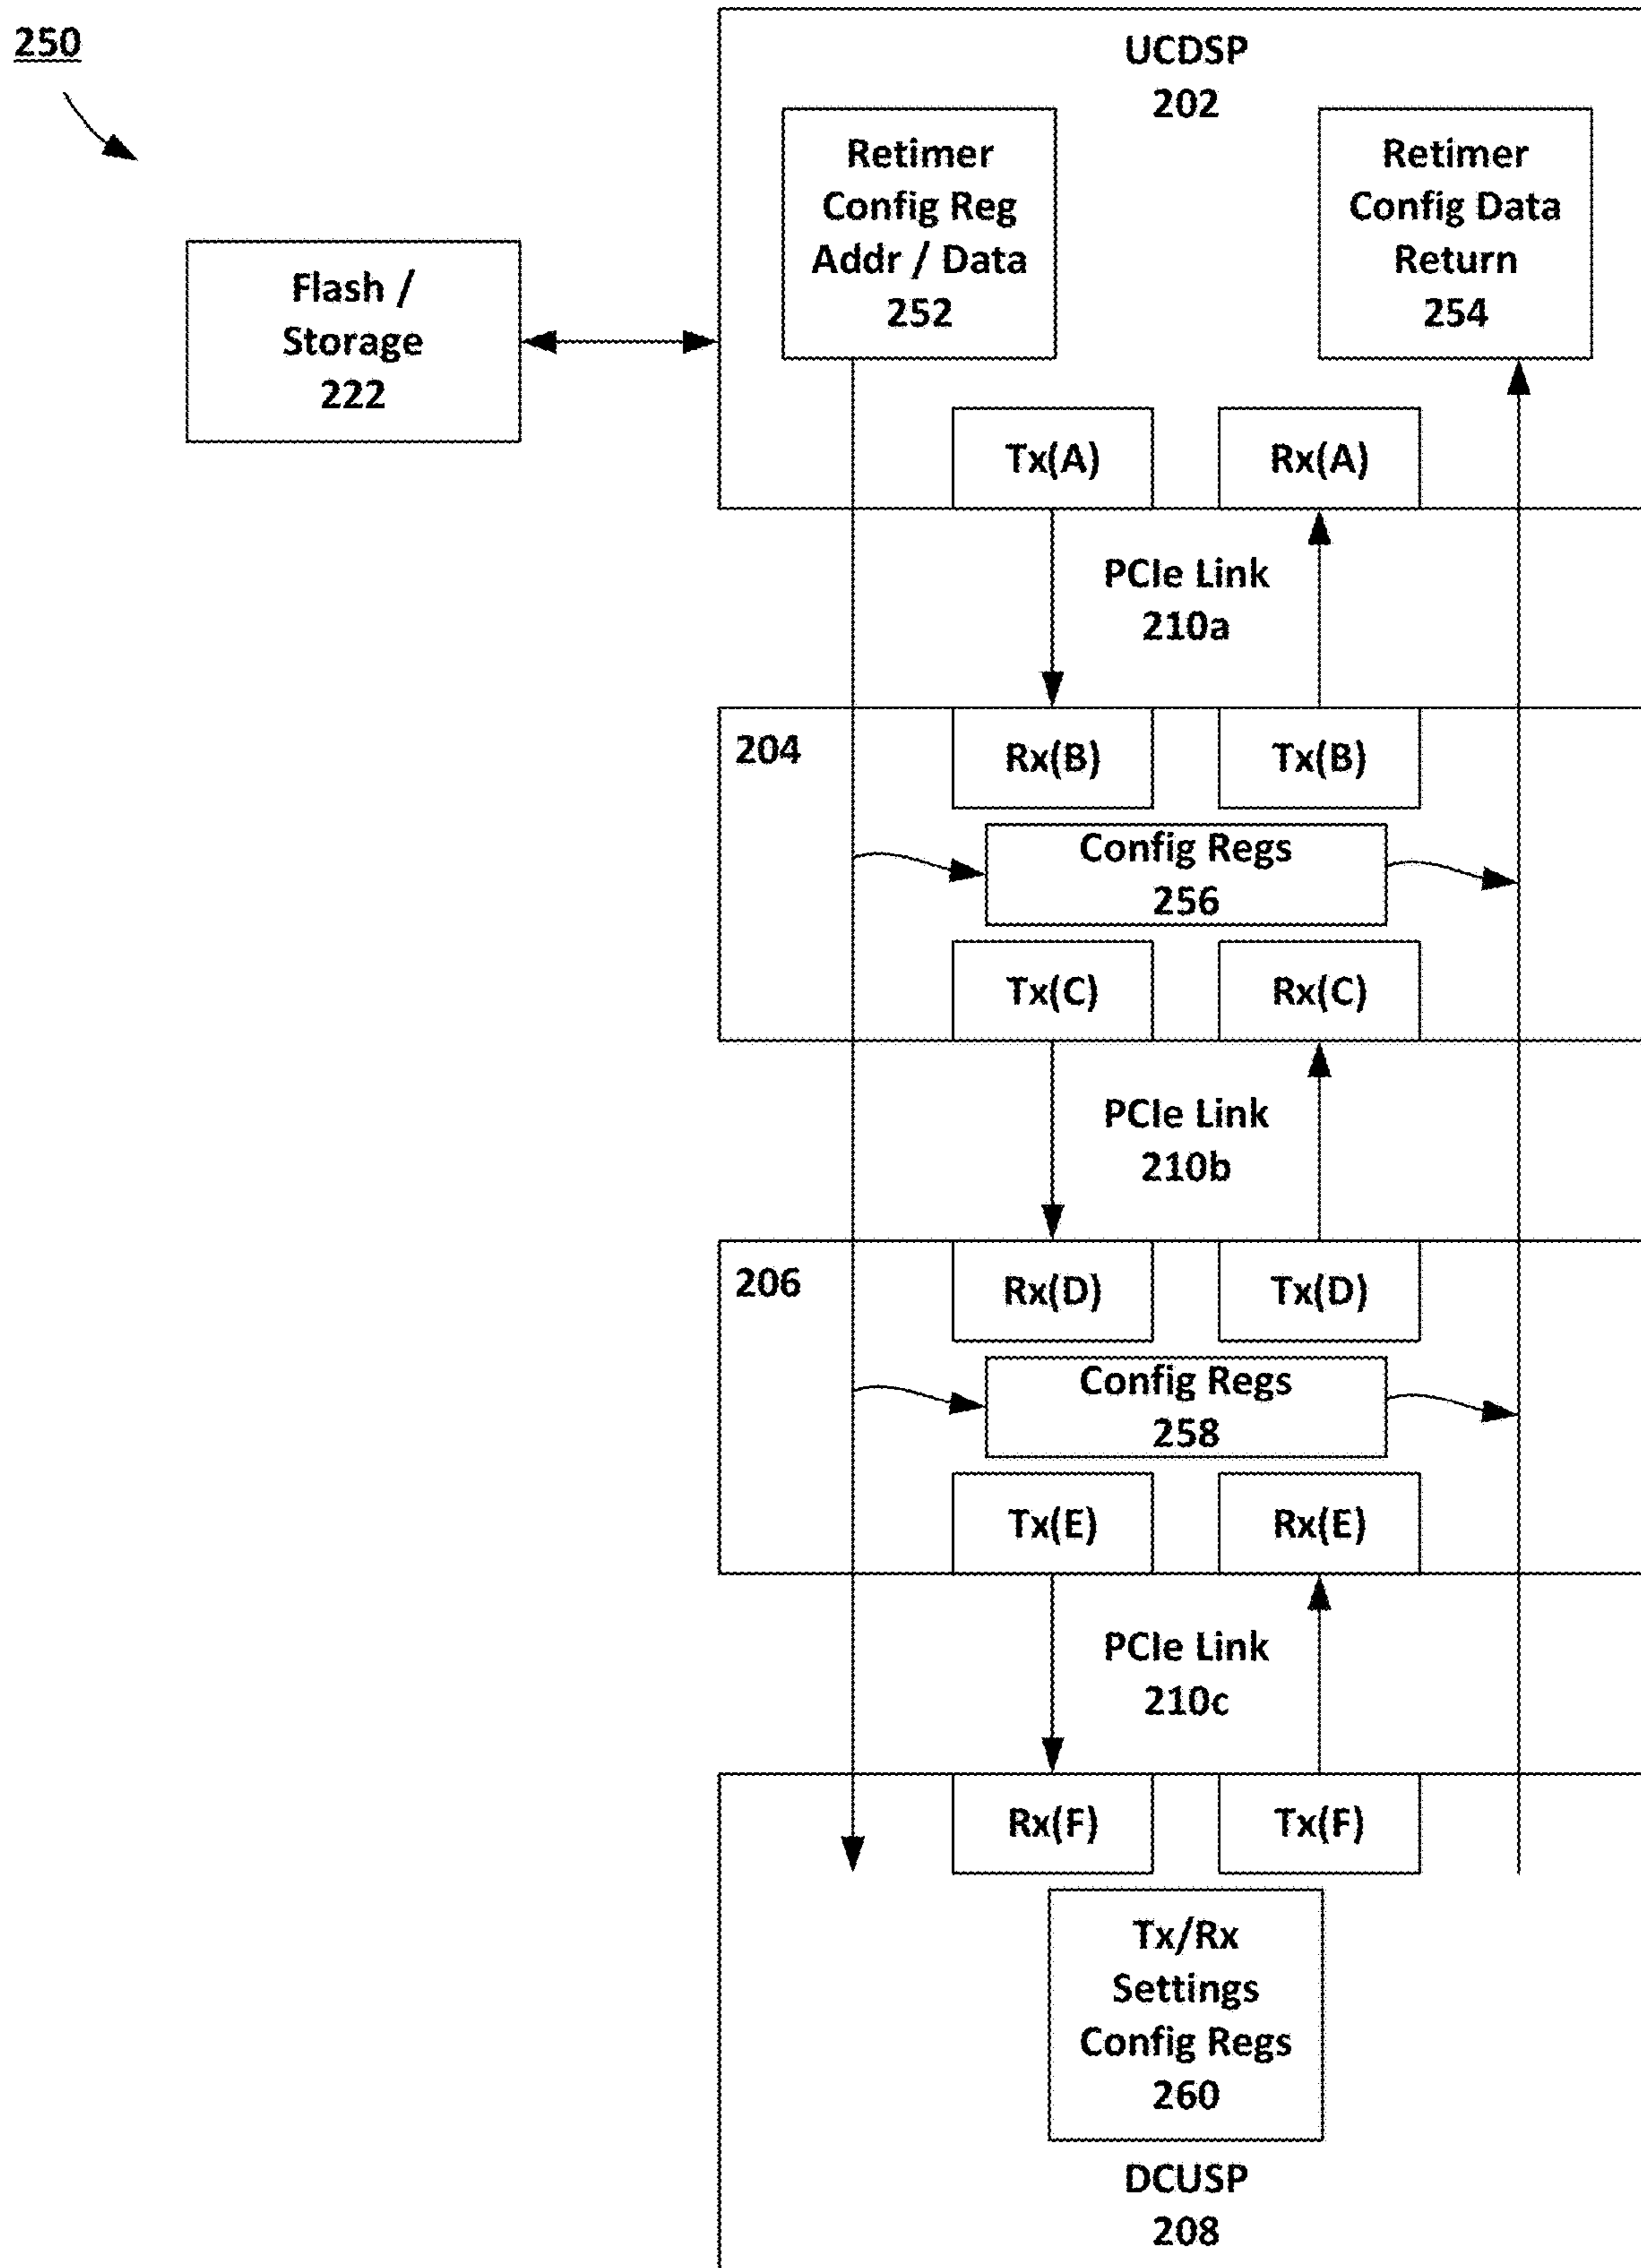 250
UCDSP
202
Retimer
Config Reg
Addr / Data
252
Retimer
Config Data
Return
254
Flash /
Storage
222
Tx(A)
Rx(A)
PCIe Link
210a
204
Rx(B)
Tx(B)
Config Regs
256
Tx(C)
Rx(C)
PCIe Link
210b
206
Rx(D)
Tx(D)
Config Regs
258
Tx(E)
Rx(E)
PCIe Link
210c
Rx(F)
Tx(F)
Tx/Rx
Settings
Config Regs
260
DCUSP
208